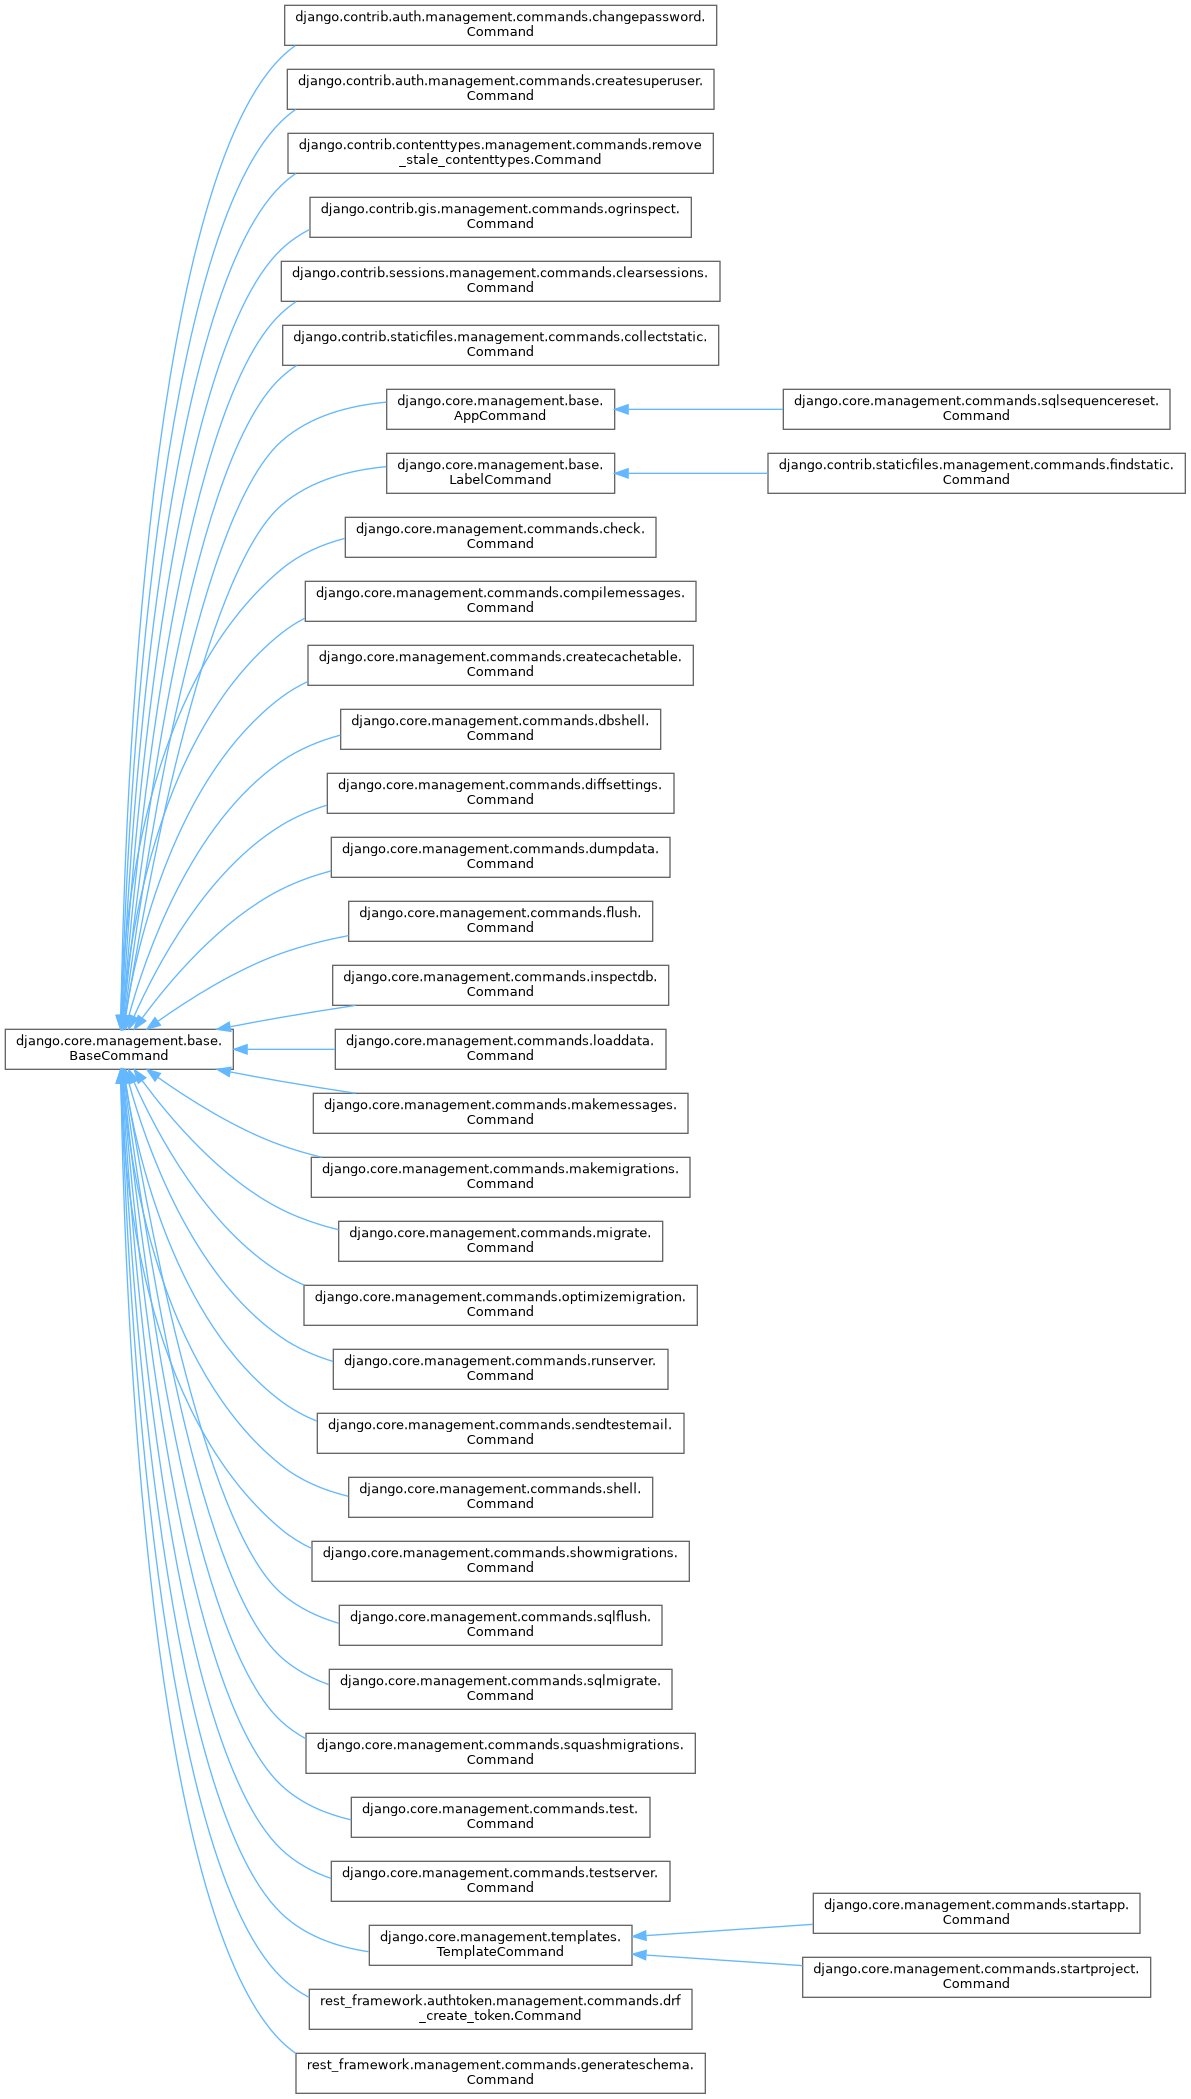 django.contrib.auth.management.commands.changepassword.
Command
django.contrib.auth.management.commands.createsuperuser.
Command
django.contrib.contenttypes.management.commands.remove
_stale_contenttypes.Command
django.contrib.gis.management.commands.ogrinspect.
Command
django.contrib.sessions.management.commands.clearsessions.
Command
django.contrib.staticfiles.management.commands.collectstatic.
Command
django.core.management.base.
AppCommand
django.core.management.commands.sqlsequencereset.
Command
django.core.management.base.
LabelCommand
django.contrib.staticfiles.management.commands.findstatic.
Command
django.core.management.commands.check.
Command
django.core.management.commands.compilemessages.
Command
django.core.management.commands.createcachetable.
Command
django.core.management.commands.dbshell.
Command
django.core.management.commands.diffsettings.
Command
django.core.management.commands.dumpdata.
Command
django.core.management.commands.flush.
Command
django.core.management.commands.inspectdb.
Command
django.core.management.base.
BaseCommand
django.core.management.commands.loaddata.
Command
django.core.management.commands.makemessages.
Command
django.core.management.commands.makemigrations.
Command
django.core.management.commands.migrate.
Command
django.core.management.commands.optimizemigration.
Command
django.core.management.commands.runserver.
Command
django.core.management.commands.sendtestemail.
Command
django.core.management.commands.shell.
Command
django.core.management.commands.showmigrations.
Command
django.core.management.commands.sqlflush.
Command
django.core.management.commands.sqlmigrate.
Command
django.core.management.commands.squashmigrations.
Command
django.core.management.commands.test.
Command
django.core.management.commands.testserver.
Command
django.core.management.templates.
TemplateCommand
django.core.management.commands.startapp.
Command
django.core.management.commands.startproject.
Command
rest_framework.authtoken.management.commands.drf
_create_token.Command
rest_framework.management.commands.generateschema.
Command